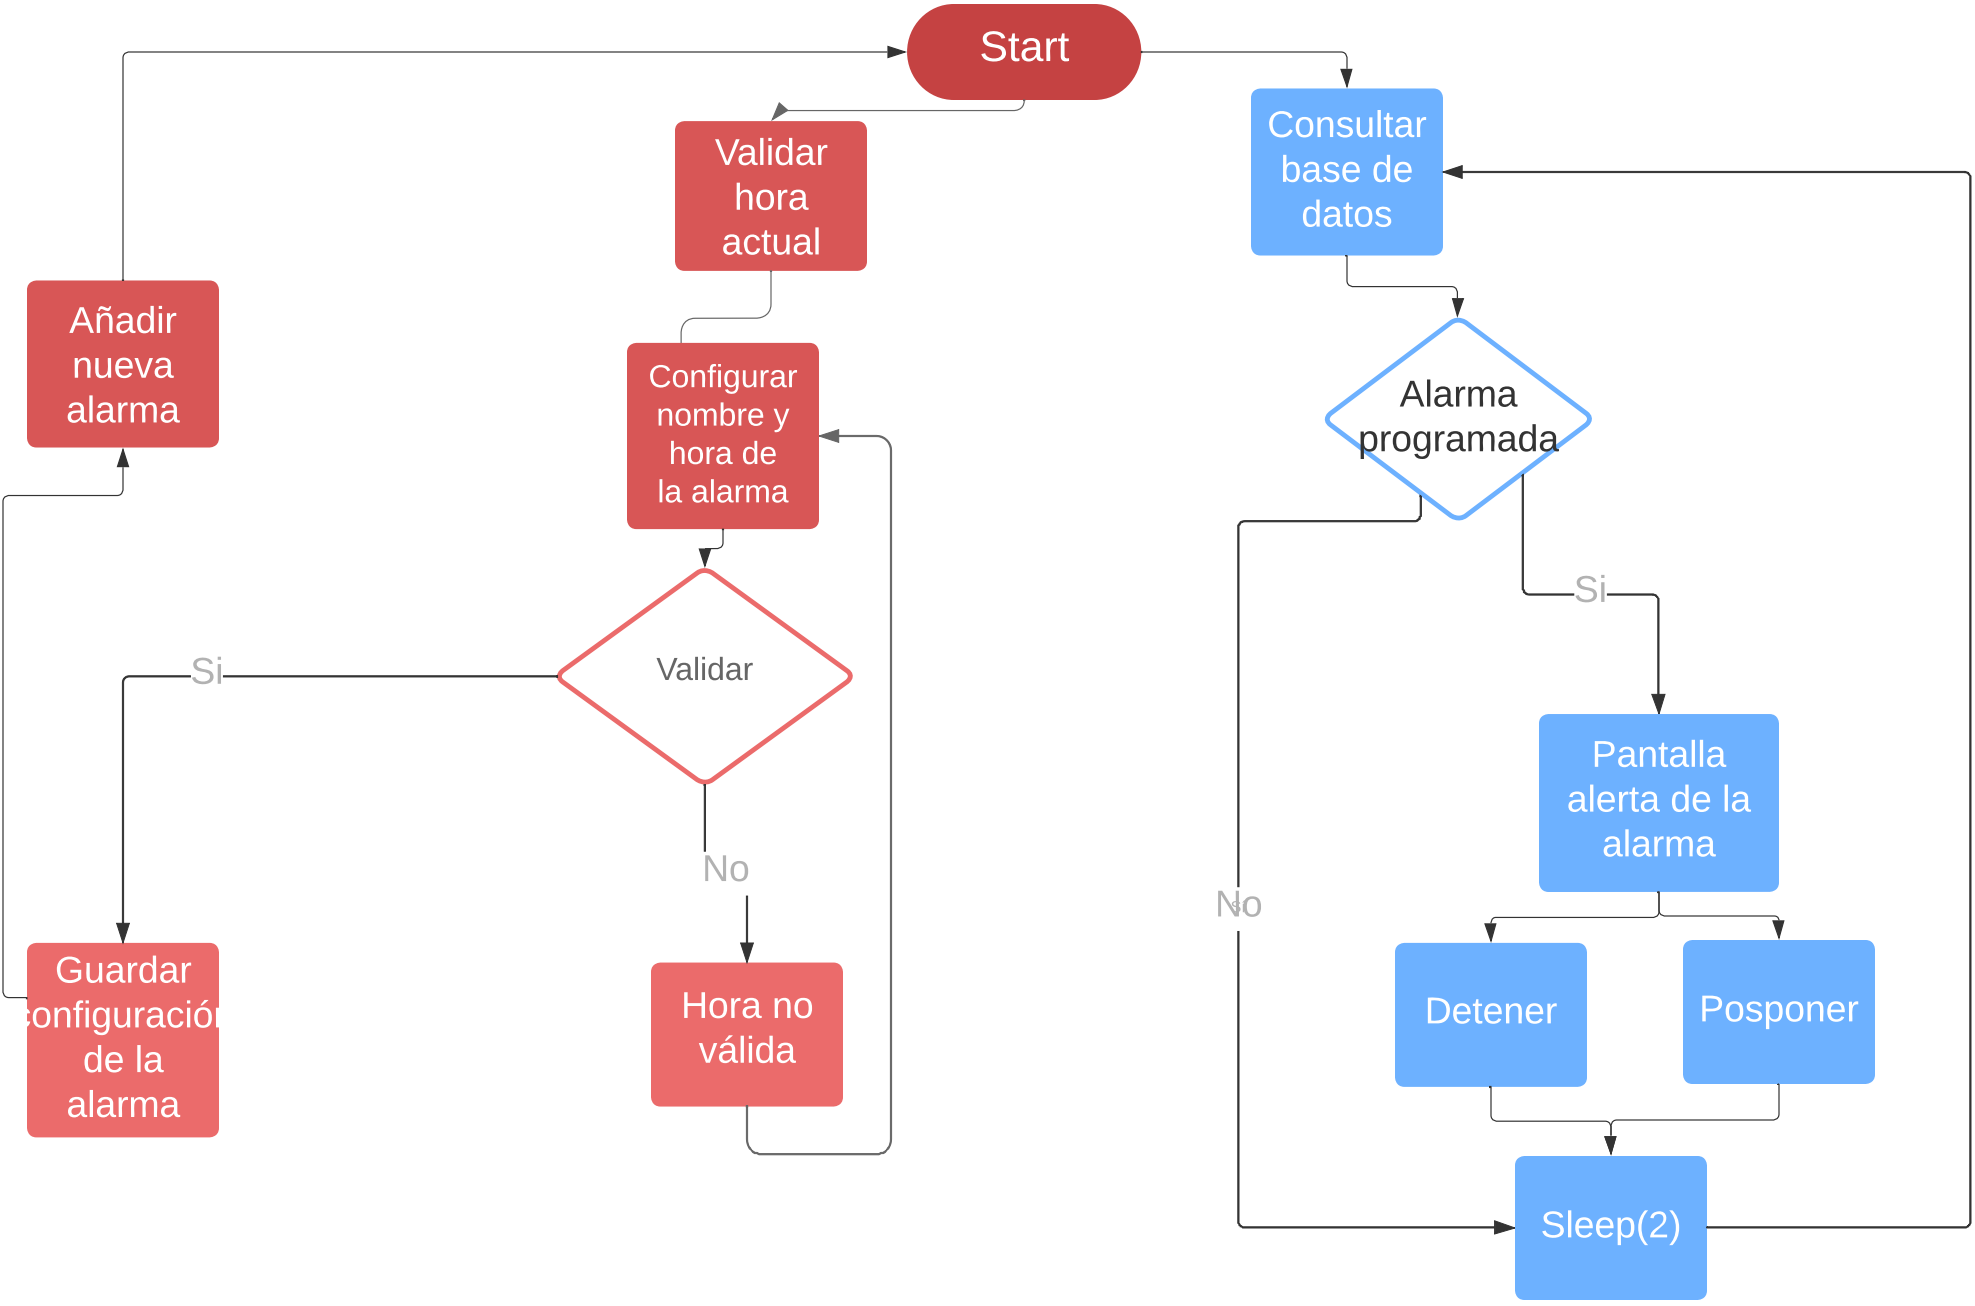 Start
Validar
hora
actual
Consultar
base de
datos
Añadir
nueva
alarma
Configurar
nombre y
hora de
la alarma
Alarma
programada
Si
Validar
Si
Pantalla
alerta de la
alarma
No
No
Guardar
configuración
de la
alarma
Hora no
válida
Detener
Posponer
Sleep(2)